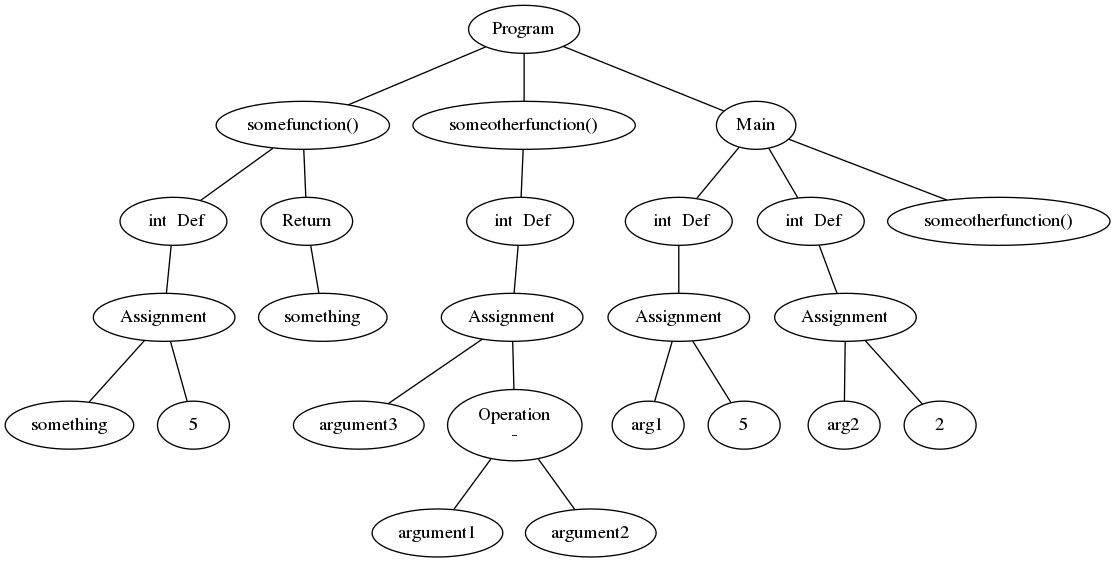 Program
somefunction()
someotherfunction()
Main
int Def
Return
int Def
int Def
int Def
someotherfunction()
Assignment
something
Assignment
Assignment
Assignment
something
5
argument3
Operation
-
arg1
5
arg2
2
argument1
argument2